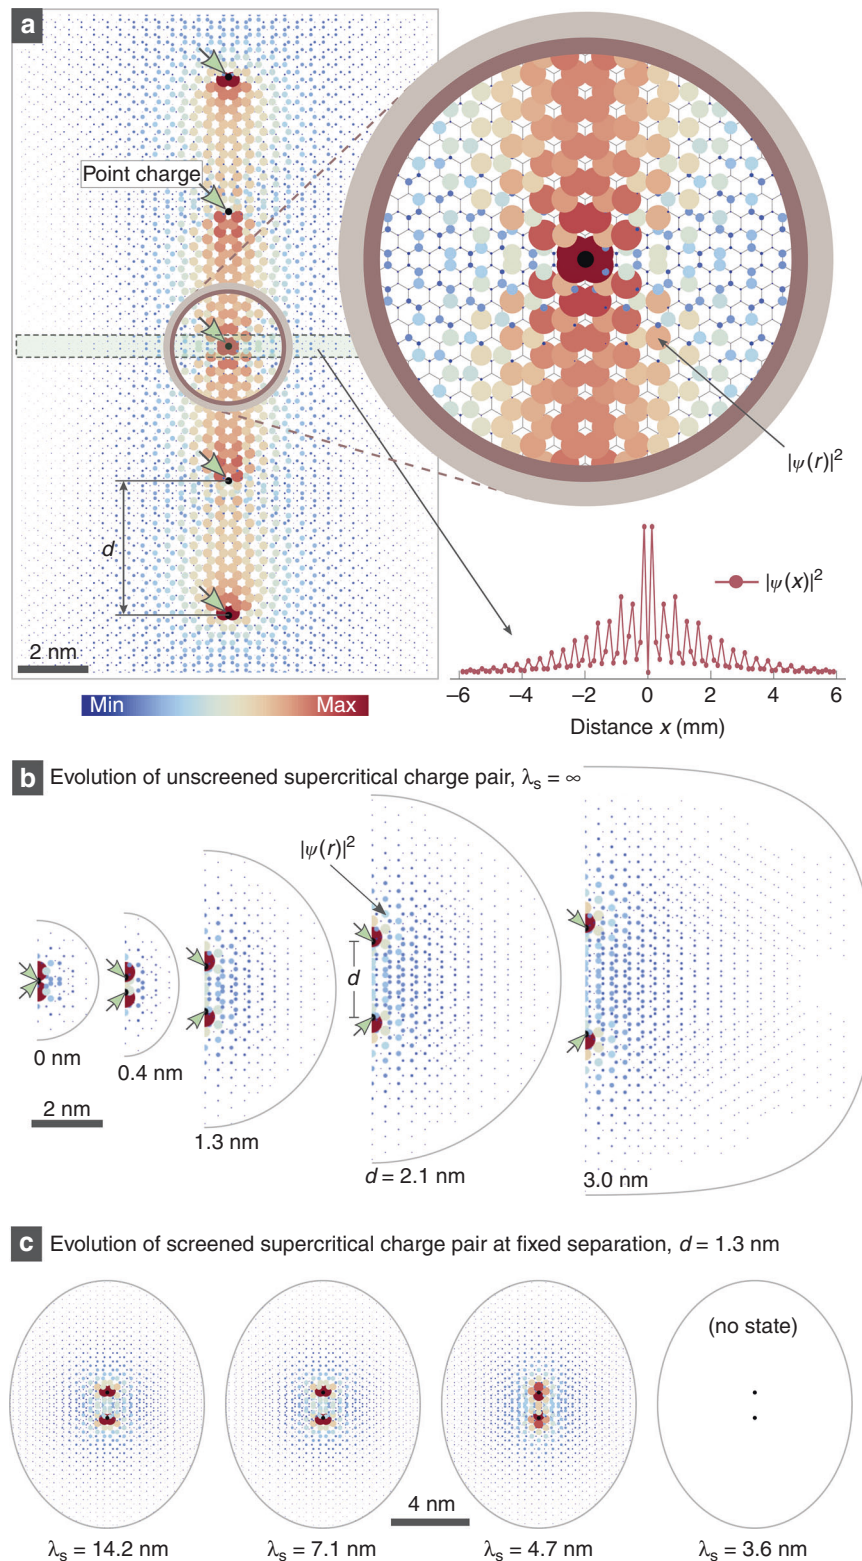 a
Point charge
d
2 nm
Min Max
|ψ(r)|²
|ψ(x)|²
−6 −4 −2 0 2 4 6
Distance x (mm)
b Evolution of unscreened supercritical charge pair, λs = ∞
|ψ(r)|²
d
0 nm
0.4 nm
2 nm
1.3 nm
d = 2.1 nm
3.0 nm
c Evolution of screened supercritical charge pair at fixed separation, d = 1.3 nm
(no state)
4 nm
λs = 14.2 nm λs = 7.1 nm λs = 4.7 nm λs = 3.6 nm